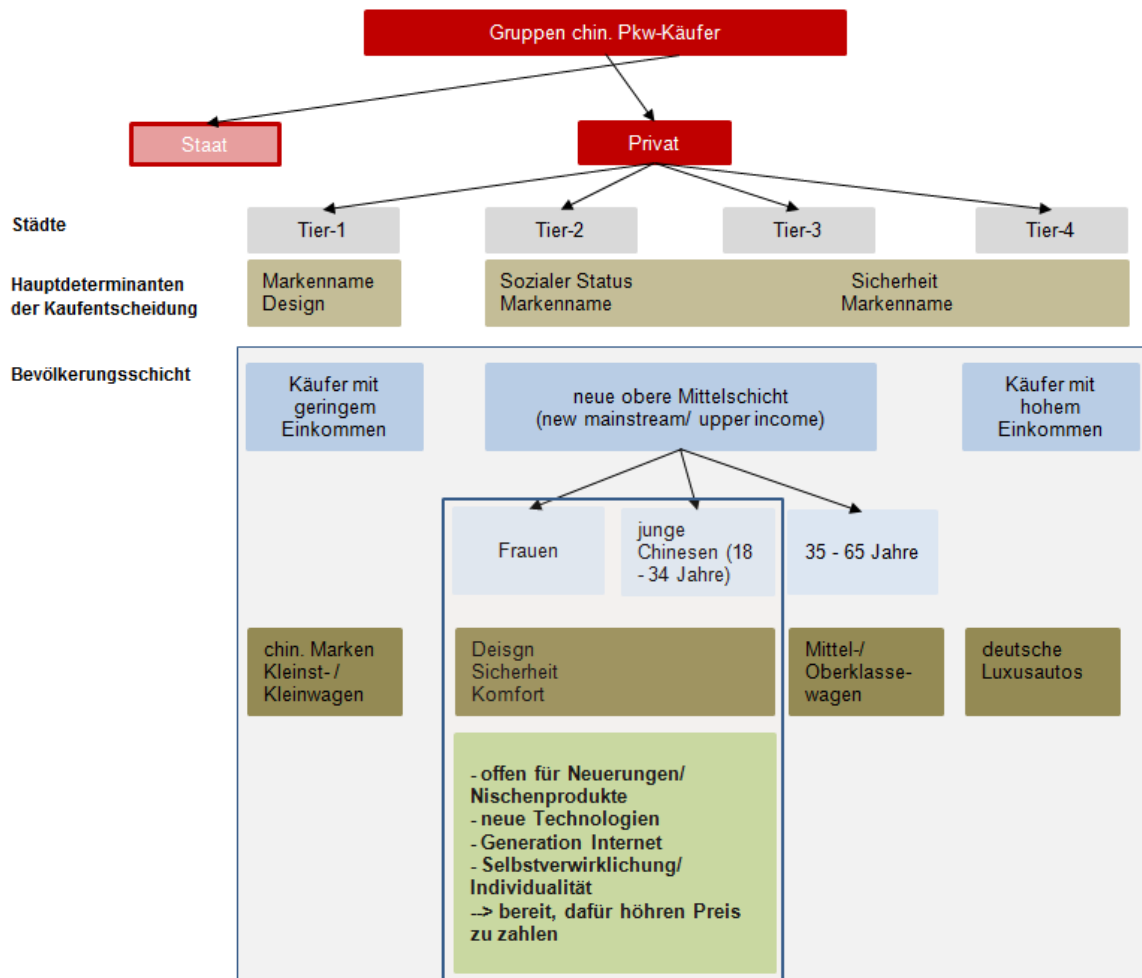 Gruppen chin. Pkw-Käufer
Staat
Privat
Städte
Tier-1
Tier-2
Tier-3
Tier-4
Hauptdeterminanten
der Kaufentscheidung
Markenname
Design
Sozialer Status
Markenname
Sicherheit
Markenname
Bevölkerungsschicht
Käufer mit
geringem
Einkommen
neue obere Mittelschicht
(new mainstream/ upper income)
Käufer mit
hohem
Einkommen
Frauen
junge
Chinesen (18
- 34 Jahre)
35 - 65 Jahre
chin. Marken
Kleinst- /
Kleinwagen
Deisgn
Sicherheit
Komfort
Mittel-/
Oberklasse-
wagen
deutsche
Luxusautos
- offen für Neuerungen/
Nischenprodukte
- neue Technologien
- Generation Internet
- Selbstverwirklichung/
Individualität
--> bereit, dafür höhren Preis
zu zahlen